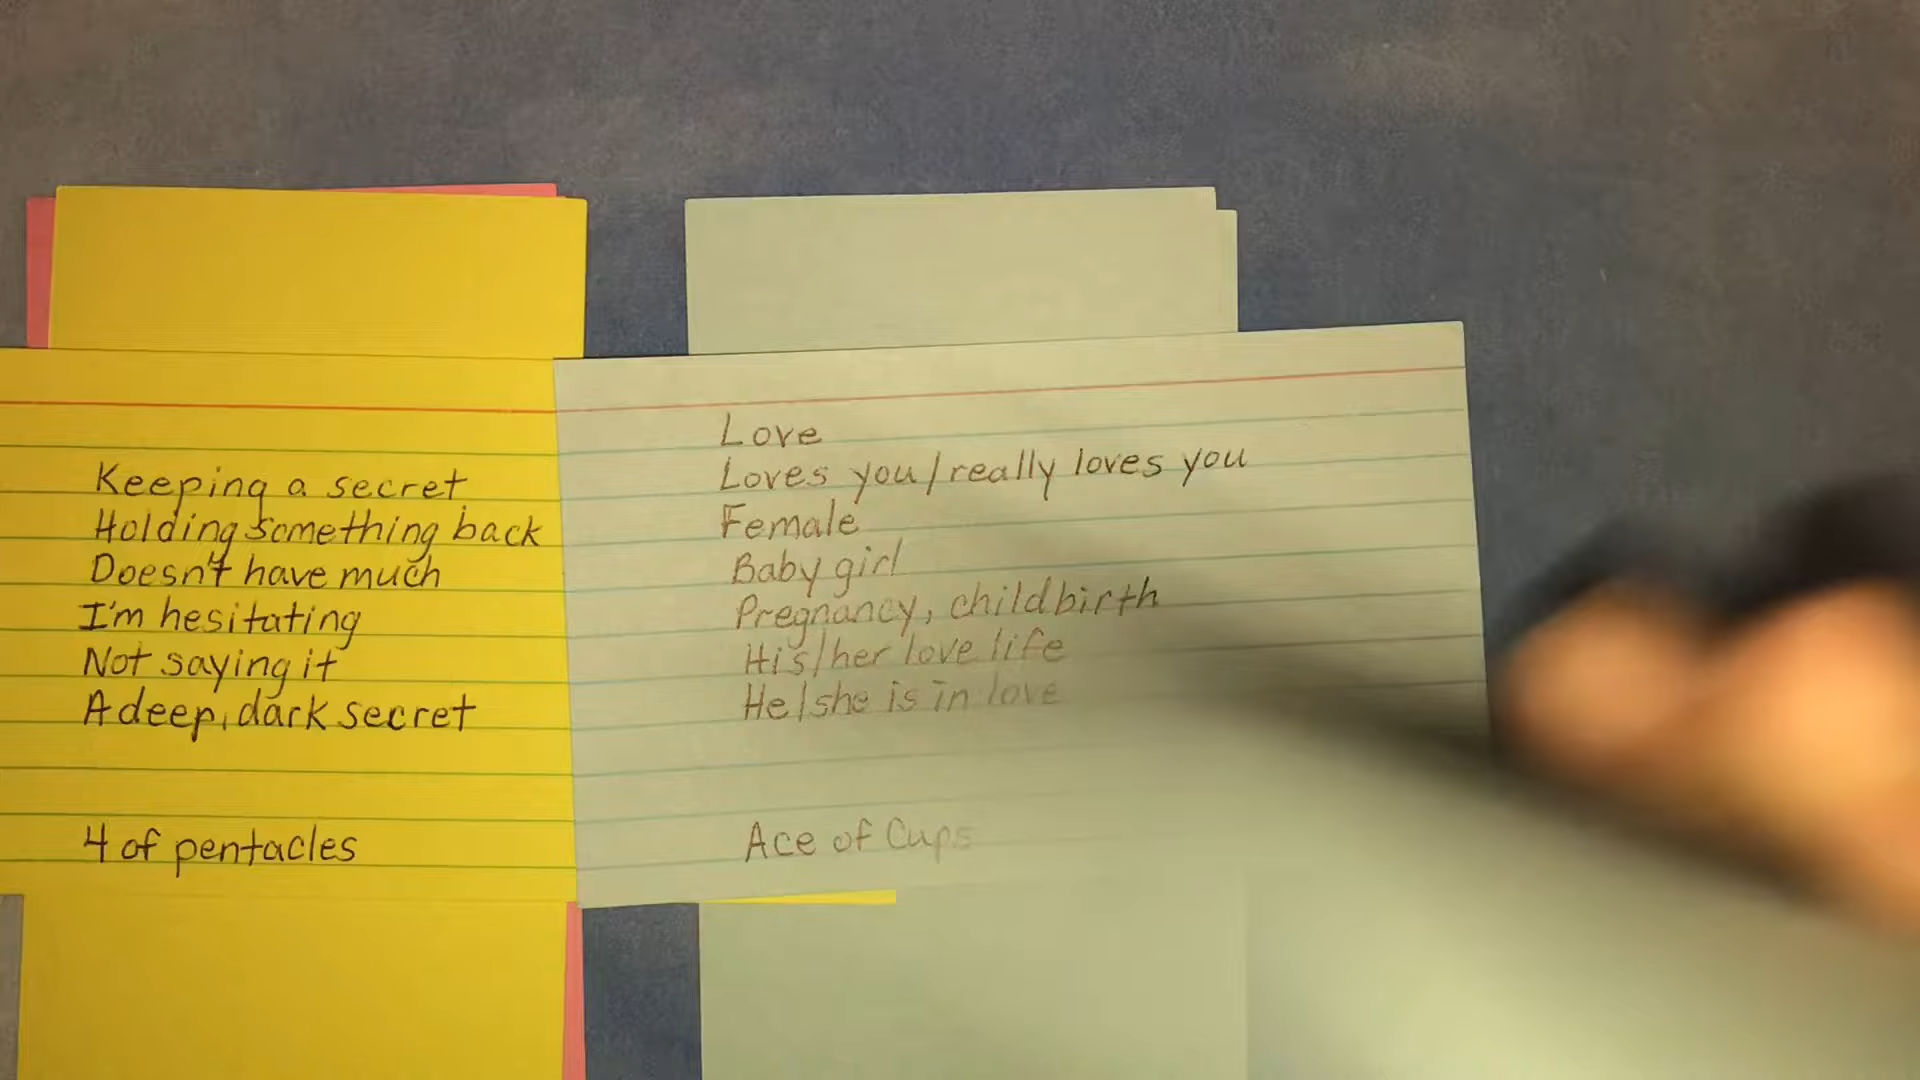 Keeping a secret
Holding something back
Doesn't have much
I'm hesitating
Not saying it
A deep, dark secret
4 of pentacles
Love
Loves you/really loves you
Female
Baby girl
Pregnancy, childbirth
His/her love life
He/she is in love
Ace of Cups